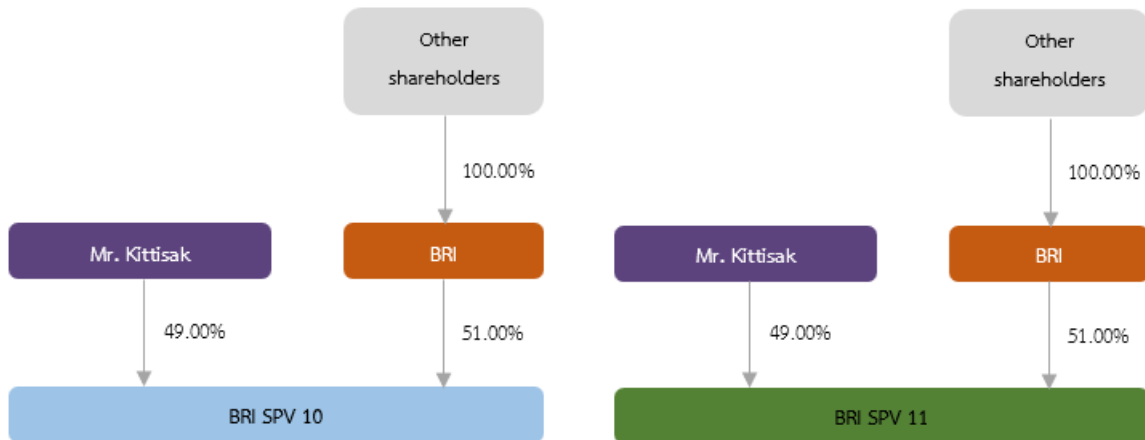 Other
shareholders
100.00%
Mr. Kittisak
BRI
49.00%
51.00%
BRI SPV 10
Other
shareholders
100.00%
Mr. Kittisak
BRI
49.00%
51.00%
BRI SPV 11